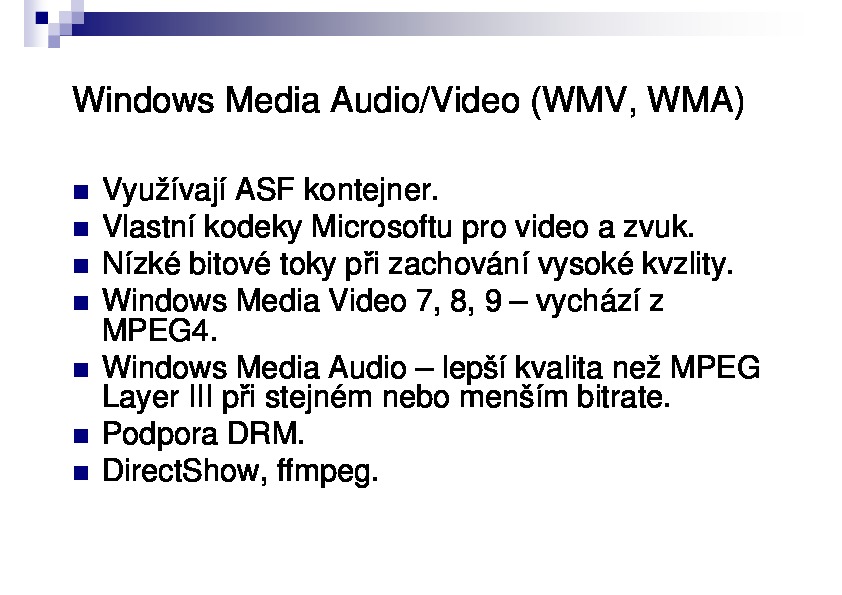 Windows Media Audio/Video (WMV, WMA)
Využívají ASF kontejner.
Vlastní kodeky Microsoftu pro video a zvuk.
Nízké bitové toky při zachování vysoké kvzlity.
Windows Media Video 7, 8, 9 – vychází z
MPEG4.
Windows Media Audio – lepší kvalita než MPEG
Layer III při stejném nebo menším bitrate.
Podpora DRM.
DirectShow, ffmpeg.